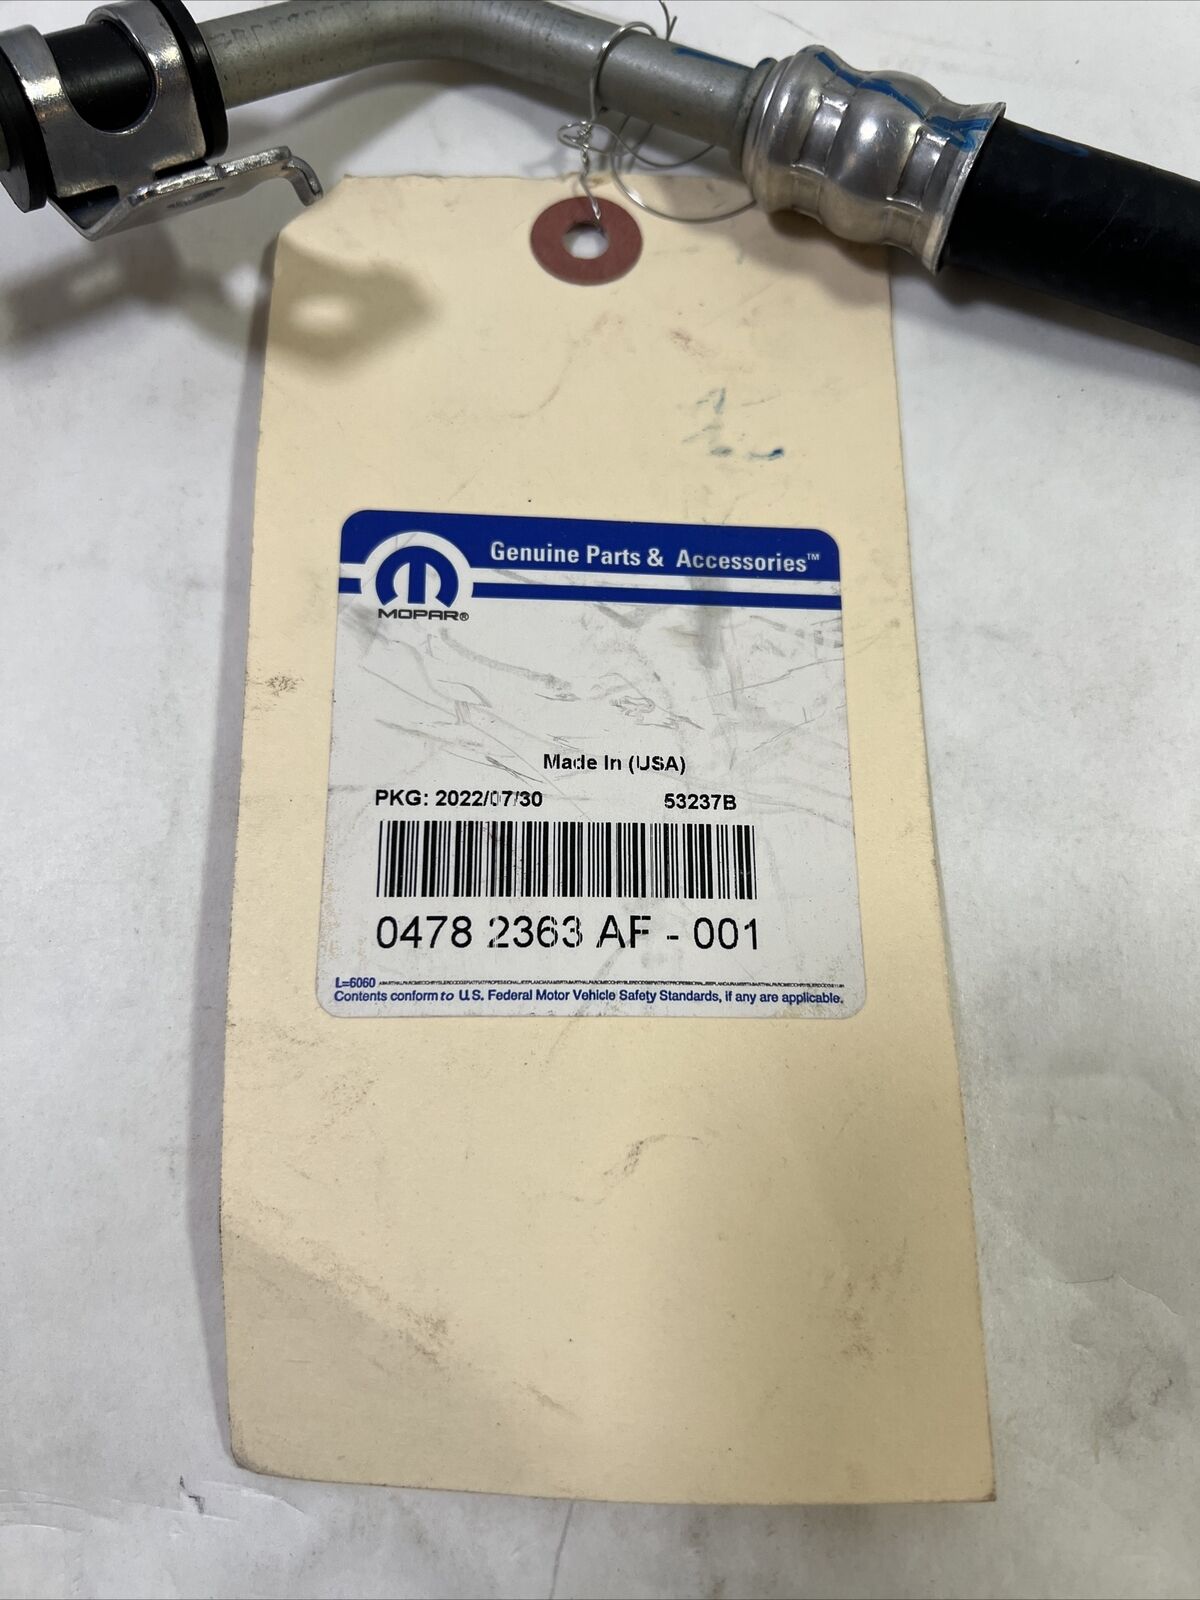 Genuine Parts & Accessories™
MOPAR®
Made In (USA)
PKG: 2022/07/30 53237B
0478 2363 AF - 001
L=6060
Contents conform to U.S. Federal Motor Vehicle Safety Standards, if any are applicable.